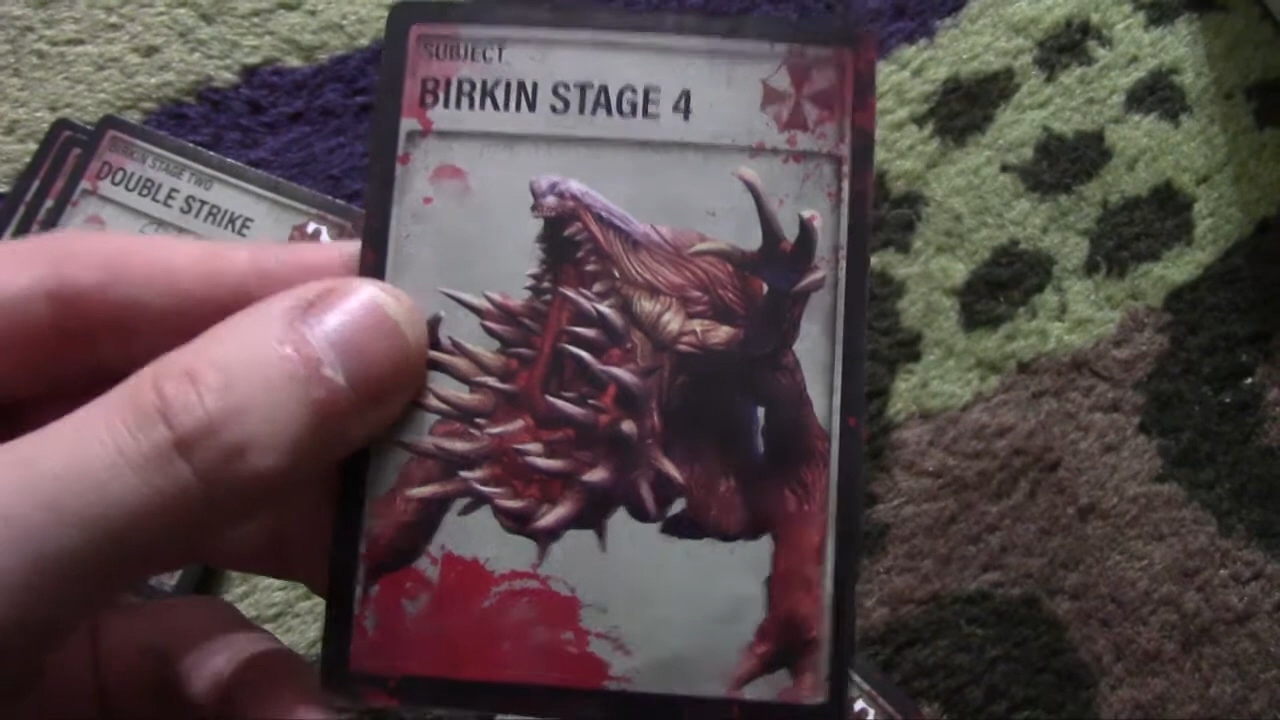 SUBJECT
BIRKIN STAGE 4
BIRKIN STAGE TWO
DOUBLE STRIKE